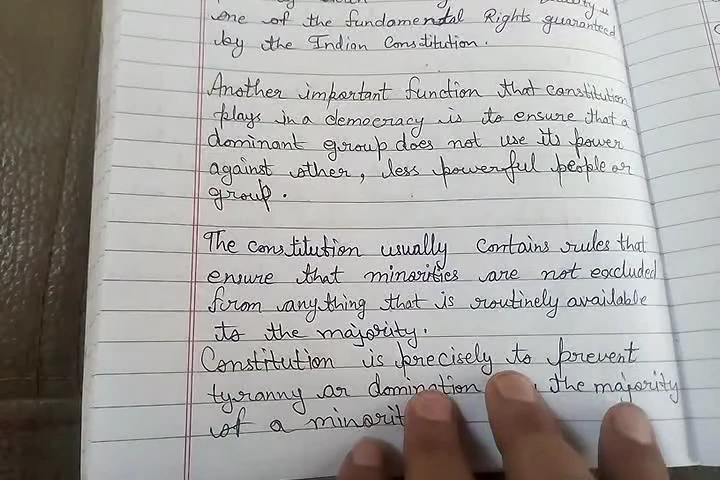 one of the fundamental Rights guaranteed
by the Indian Constitution.
Another important function that constitution
plays in a democracy is to ensure that a
dominant group does not use its power
against other, less powerful people or
group.
The constitution usually contains rules that
ensure that minorities are not excluded
from anything that is routinely available
to the majority.
Constitution is precisely to prevent
tyranny or domination the majority
of a